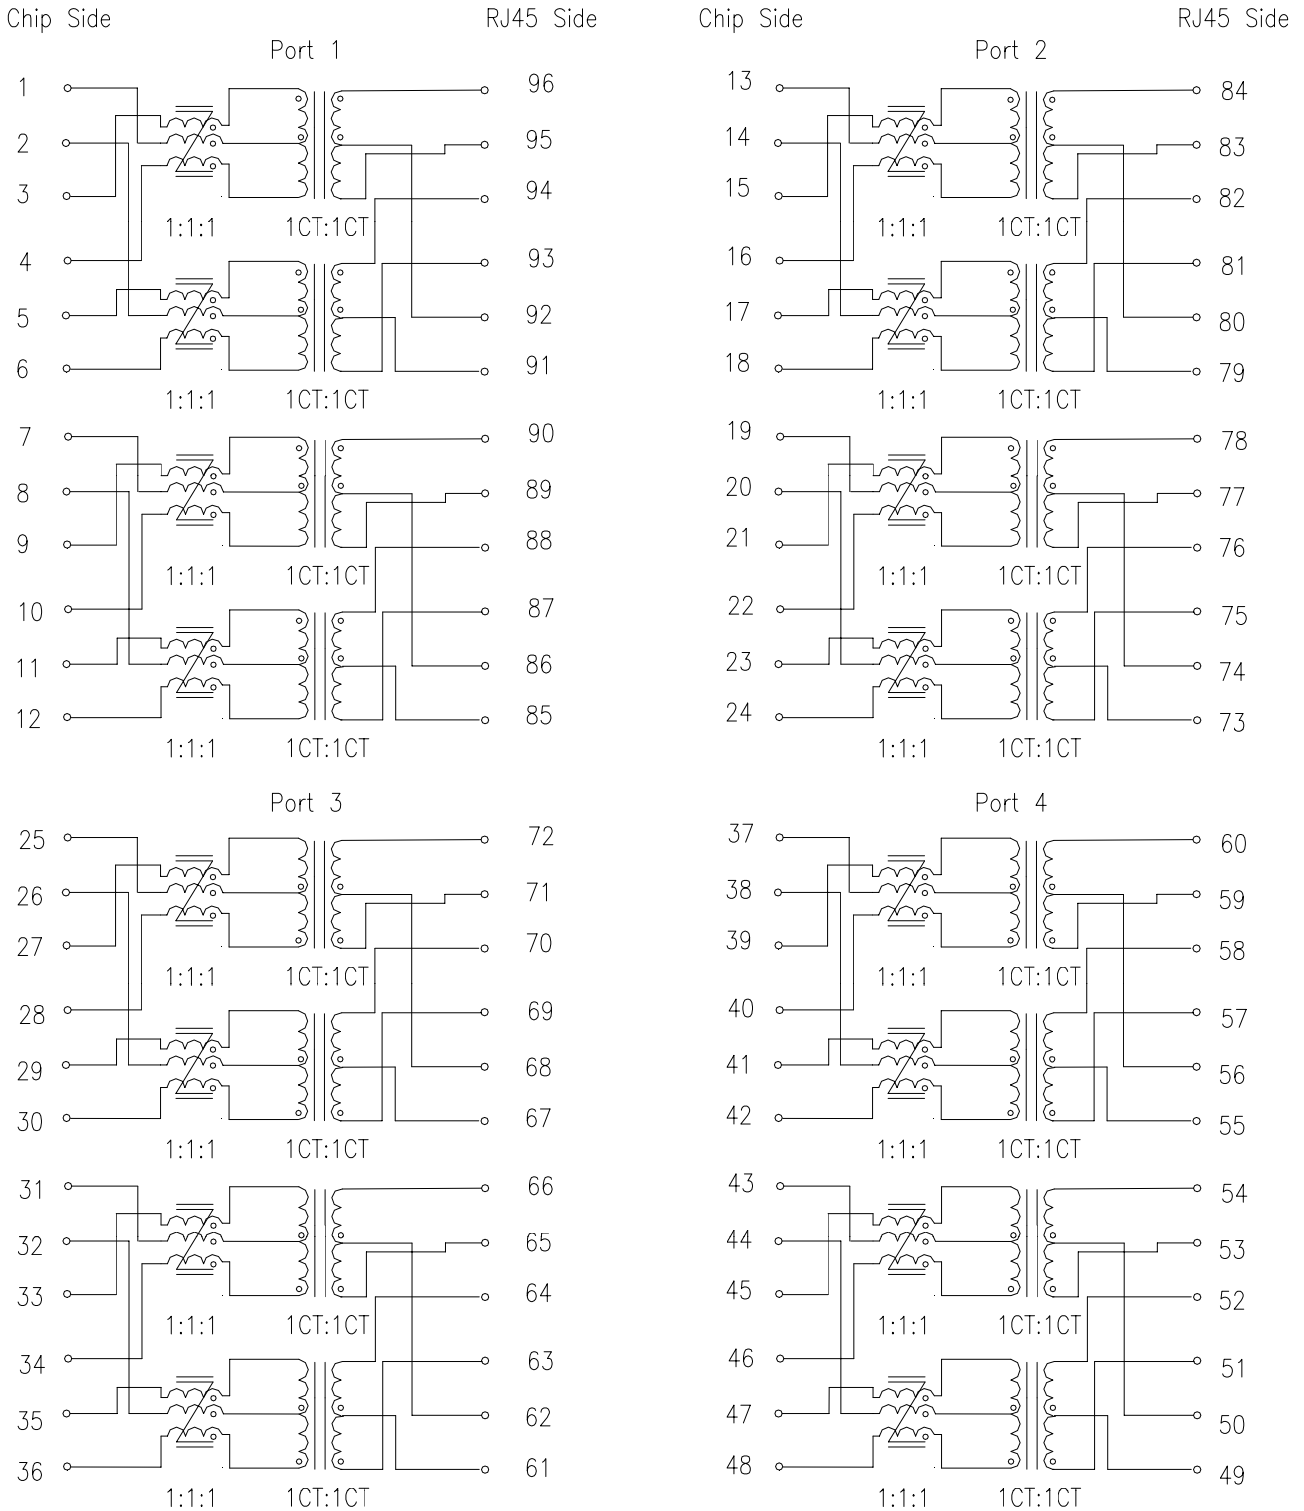 Chip Side RJ45 Side Chip Side RJ45 Side
Port 1 Port 2
1 96 13 84
2 95 14 83
3 94 15 82
1:1:1 1CT:1CT 1:1:1 1CT:1CT
4 93 16 81
5 92 17 80
6 91 18 79
1:1:1 1CT:1CT 1:1:1 1CT:1CT
7 90 19 78
8 89 20 77
9 88 21 76
1:1:1 1CT:1CT 1:1:1 1CT:1CT
10 87 22 75
11 86 23 74
12 85 24 73
1:1:1 1CT:1CT 1:1:1 1CT:1CT
Port 3 Port 4
25 72 37 60
26 71 38 59
27 70 39 58
1:1:1 1CT:1CT 1:1:1 1CT:1CT
28 69 40 57
29 68 41 56
30 67 42 55
1:1:1 1CT:1CT 1:1:1 1CT:1CT
31 66 43 54
32 65 44 53
33 64 45 52
1:1:1 1CT:1CT 1:1:1 1CT:1CT
34 63 46 51
35 62 47 50
36 61 48 49
1:1:1 1CT:1CT 1:1:1 1CT:1CT